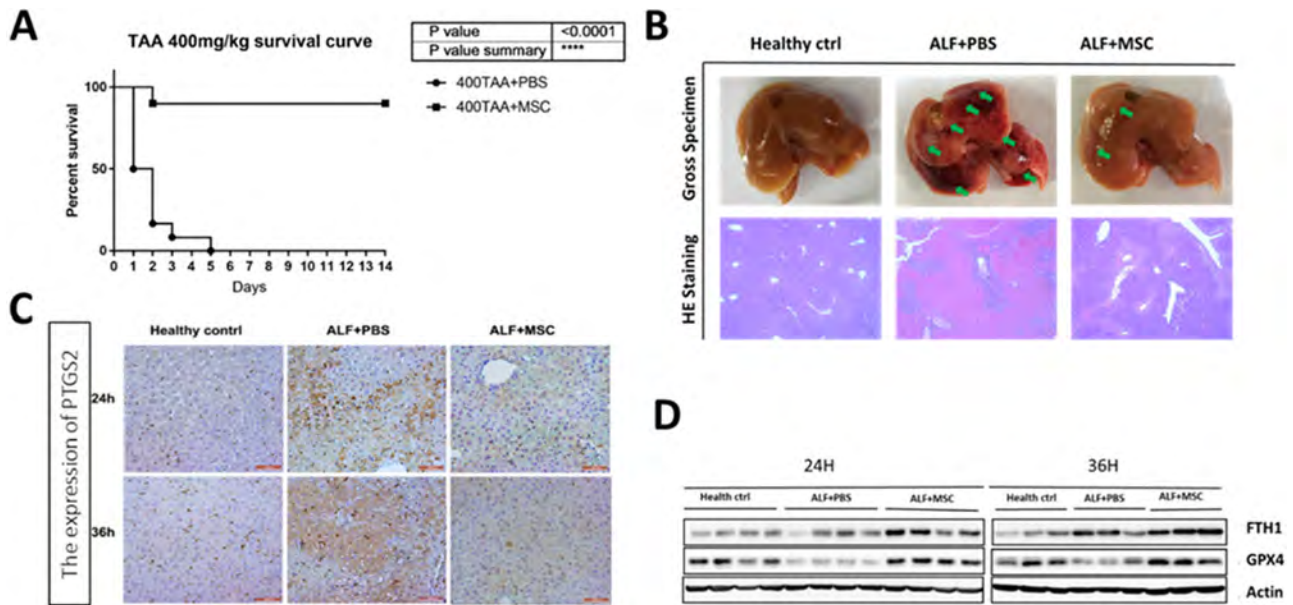 A
TAA 400mg/kg survival curve
P value <0.0001
P value summary ****
400TAA+PBS
400TAA+MSC
Percent survival
100
50
0
0 1 2 3 4 5 6 7 8 9 10 11 12 13 14
Days
B
Healthy ctrl ALF+PBS ALF+MSC
Gross Specimen
HE Staining
C
Healthy contrl ALF+PBS ALF+MSC
The expression of PTGS2
24h
36h
D
24H 36H
Health ctrl ALF+PBS ALF+MSC Health ctrl ALF+PBS ALF+MSC
FTH1
GPX4
Actin